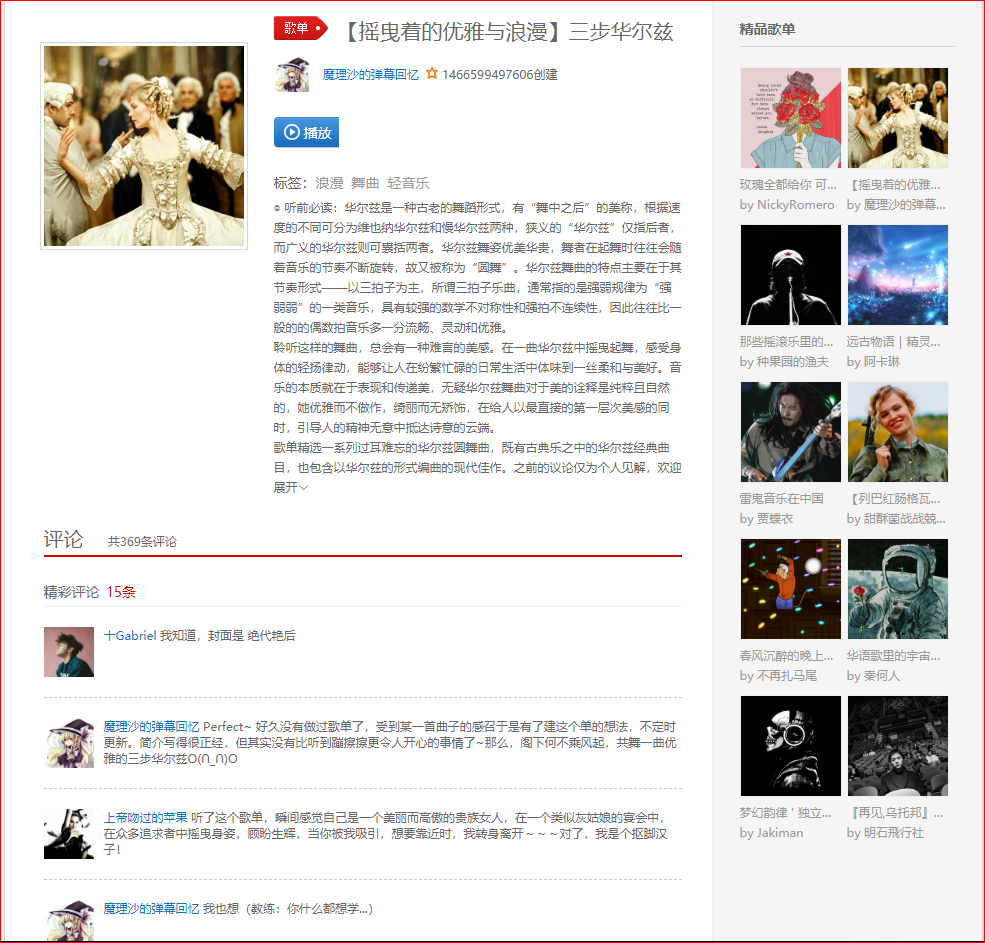 歌单
【摇曳着的优雅与浪漫】三步华尔兹
魔理沙的弹幕回忆 1466599497606创建
播放
标签：浪漫 舞曲 轻音乐
听前必读：华尔兹是一种古老的舞蹈形式，有“舞中之后”的美称，根据速
度的不同可分为维也纳华尔兹和慢华尔兹两种，狭义的“华尔兹”仅指后者，
而广义的华尔兹则可囊括两者。华尔兹舞姿优美华贵，舞者在起舞时往往会随
着音乐的节奏不断旋转，故又被称为“圆舞”。华尔兹舞曲的特点主要在于其
节奏形式——以三拍子为主，所谓三拍子乐曲，通常指的是强弱规律为“强
弱弱”的一类音乐，具有较强的数学不对称性和强拍不连续性，因此往往比一
般的的偶数拍音乐多一分流畅、灵动和优雅。
聆听这样的舞曲，总会有一种难言的美感。在一曲华尔兹中摇曳起舞，感受身
体的轻扬律动，能够让人在纷繁忙碌的日常生活中体味到一丝柔和与美好。音
乐的本质就在于表现和传递美，无疑华尔兹舞曲对于美的诠释是纯粹且自然
的，她优雅而不做作，绮丽而无矫饰，在给人以最直接的第一层次美感的同
时，引导人的精神无意中抵达诗意的云端。
歌单精选一系列过耳难忘的华尔兹圆舞曲，既有古典乐之中的华尔兹经典曲
目，也包含以华尔兹的形式编曲的现代佳作。之前的议论仅为个人见解，欢迎
展开
评论 共369条评论
精彩评论 15条
十Gabriel 我知道，封面是 绝代艳后
魔理沙的弹幕回忆 Perfect~ 好久没有做过歌单了，受到某一首曲子的感召于是有了建这个单的想法，不定时
更新。简介写得很正经，但其实没有比听到蹦擦擦更令人开心的事情了~那么，阁下何不乘风起，共舞一曲优
雅的三步华尔兹O(∩_∩)O
上帝吻过的苹果 听了这个歌单，瞬间感觉自己是一个美丽而高傲的贵族女人，在一个类似灰姑娘的宴会中，
在众多追求者中摇曳身姿，顾盼生辉，当你被我吸引，想要靠近时，我转身离开～～～对了，我是个抠脚汉
子！
魔理沙的弹幕回忆 我也想（教练：你什么都想学...）
精品歌单
玫瑰全都给你 可...
by NickyRomero
【摇曳着的优雅...
by 魔理沙的弹幕...
那些摇滚乐里的...
by 种果园的渔夫
远古物语｜精灵...
by 阿卡琳
雷鬼音乐在中国
by 贾蝶衣
【列巴红肠格瓦...
by 甜酥菌战战兢...
春风沉醉的晚上...
by 不再扎马尾
华语歌里的宇宙...
by 秦何人
梦幻韵律 ' 独立...
by Jakiman
『再见,乌托邦』...
by 明石飛行社